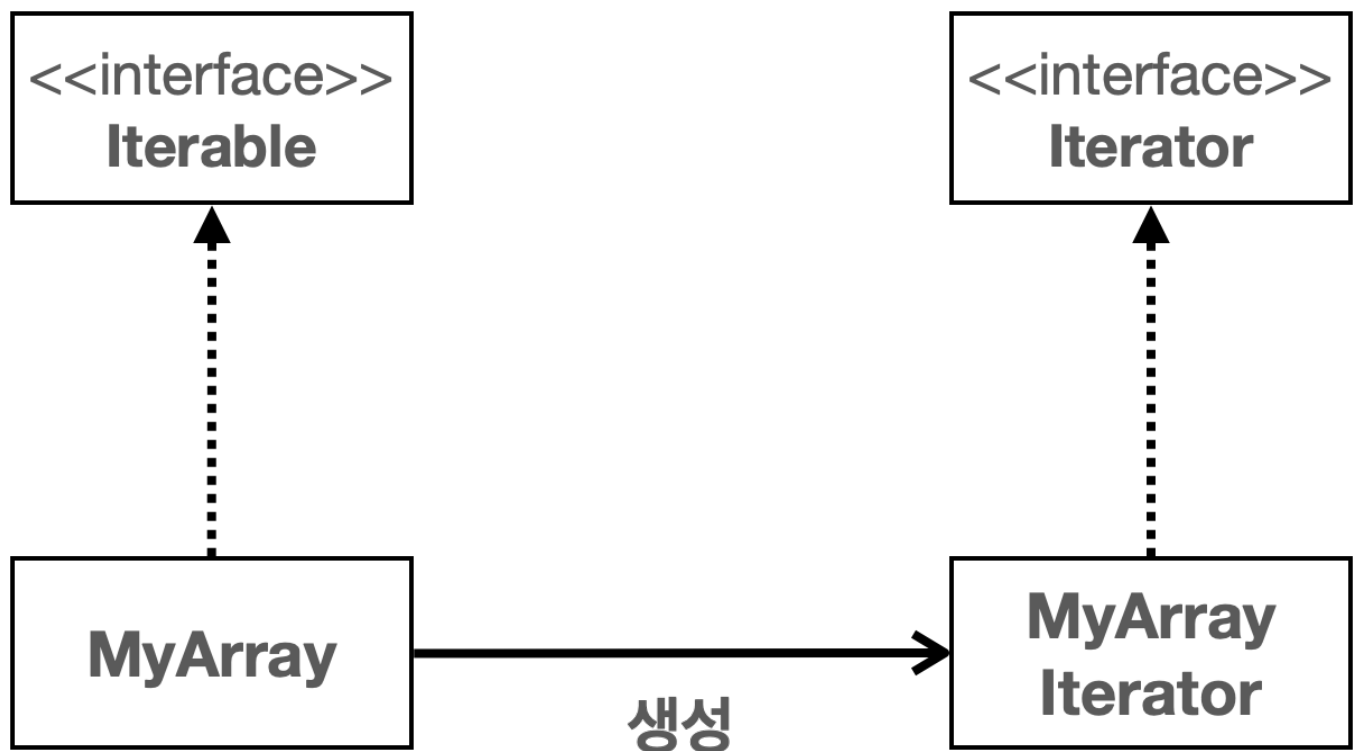 <<interface>>
Iterable
<<interface>>
Iterator
MyArray
생성
MyArray
Iterator